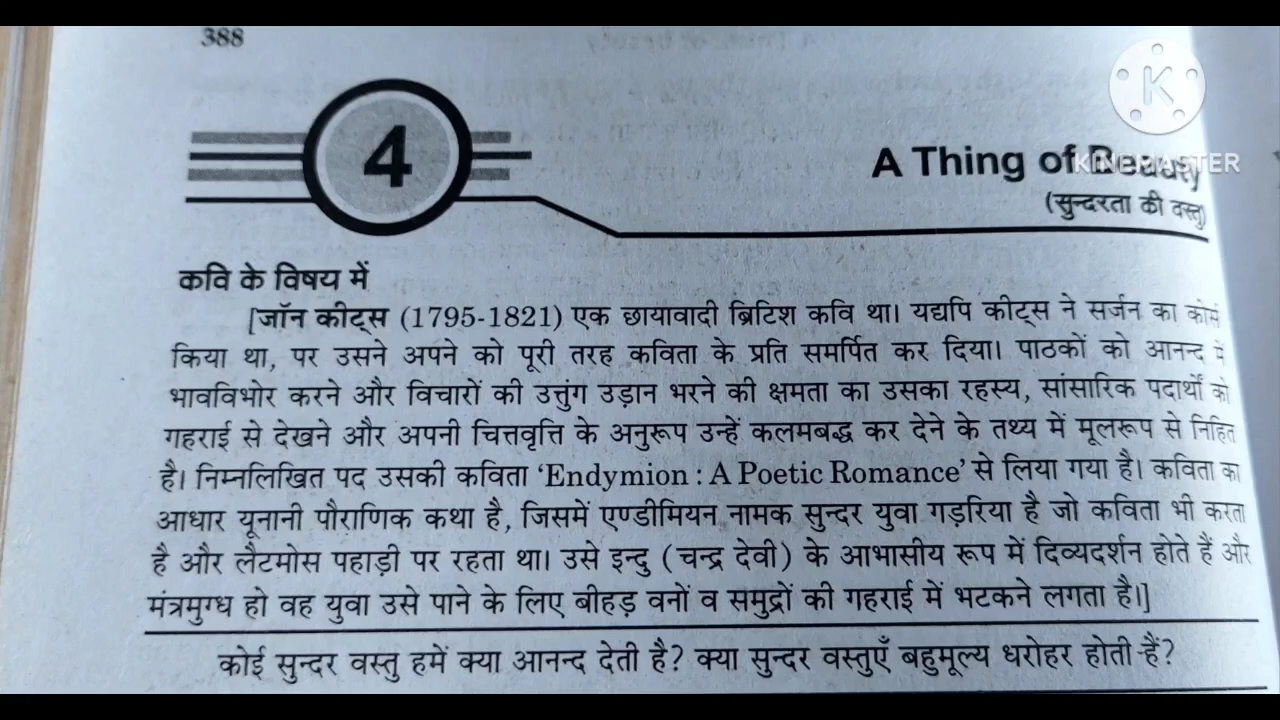 388
4
A Thing of Beauty
K
KINEMASTER
(सुन्दरता की वस्तु)
कवि के विषय में
[जॉन कीट्स (1795-1821) एक छायावादी ब्रिटिश कवि था। यद्यपि कीट्स ने सर्जन का कोर्स
किया था, पर उसने अपने को पूरी तरह कविता के प्रति समर्पित कर दिया। पाठकों को आनन्द में
भावविभोर करने और विचारों की उत्तुंग उड़ान भरने की क्षमता का उसका रहस्य, सांसारिक पदार्थों को
गहराई से देखने और अपनी चित्तवृत्ति के अनुरूप उन्हें कलमबद्ध कर देने के तथ्य में मूलरूप से निहित
है। निम्नलिखित पद उसकी कविता ‘Endymion : A Poetic Romance’ से लिया गया है। कविता का
आधार यूनानी पौराणिक कथा है, जिसमें एण्डीमियन नामक सुन्दर युवा गड़रिया है जो कविता भी करता
है और लैटमोस पहाड़ी पर रहता था। उसे इन्दु (चन्द्र देवी) के आभासीय रूप में दिव्यदर्शन होते हैं और
मंत्रमुग्ध हो वह युवा उसे पाने के लिए बीहड़ वनों व समुद्रों की गहराई में भटकने लगता है।]
कोई सुन्दर वस्तु हमें क्या आनन्द देती है? क्या सुन्दर वस्तुएँ बहुमूल्य धरोहर होती हैं?